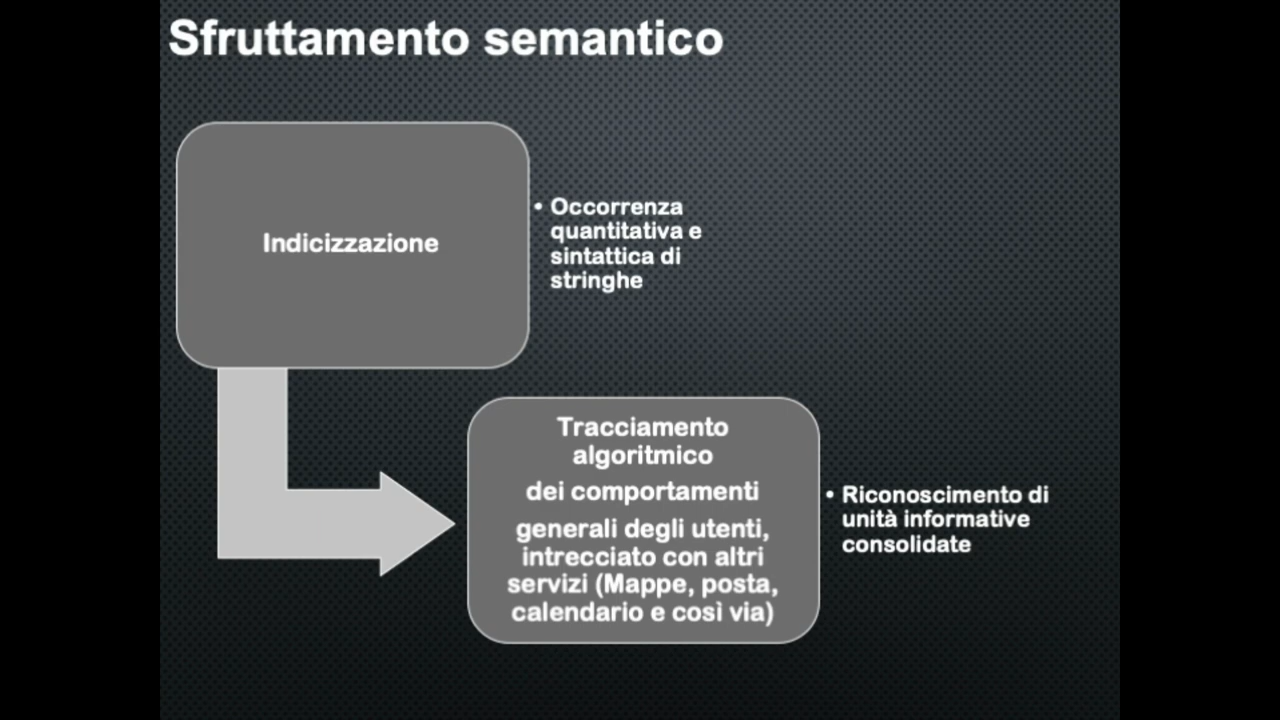 Sfruttamento semantico
Indicizzazione
• Occorrenza
quantitativa e
sintattica di
stringhe
Tracciamento
algoritmico
dei comportamenti
generali degli utenti,
intrecciato con altri
servizi (Mappe, posta,
calendario e così via)
• Riconoscimento di
unità informative
consolidate